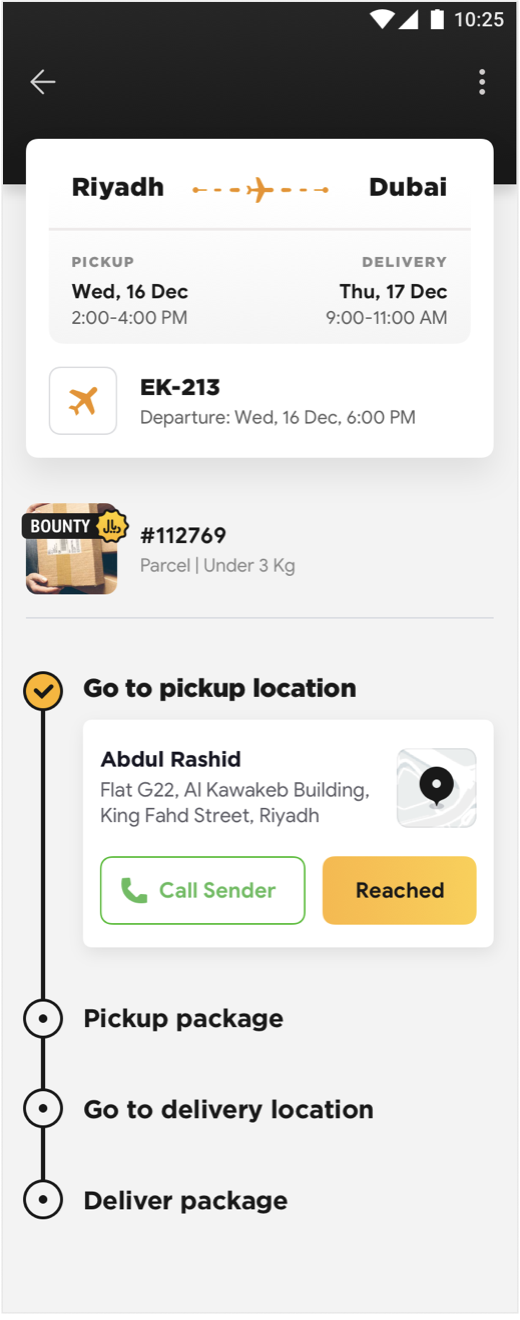 10:25
Riyadh Dubai
PICKUP DELIVERY
Wed, 16 Dec Thu, 17 Dec
2:00-4:00 PM 9:00-11:00 AM
EK-213
Departure: Wed, 16 Dec, 6:00 PM
BOUNTY ريال
#112769
Parcel | Under 3 Kg
Go to pickup location
Abdul Rashid
Flat G22, Al Kawakeb Building,
King Fahd Street, Riyadh
Call Sender Reached
Pickup package
Go to delivery location
Deliver package